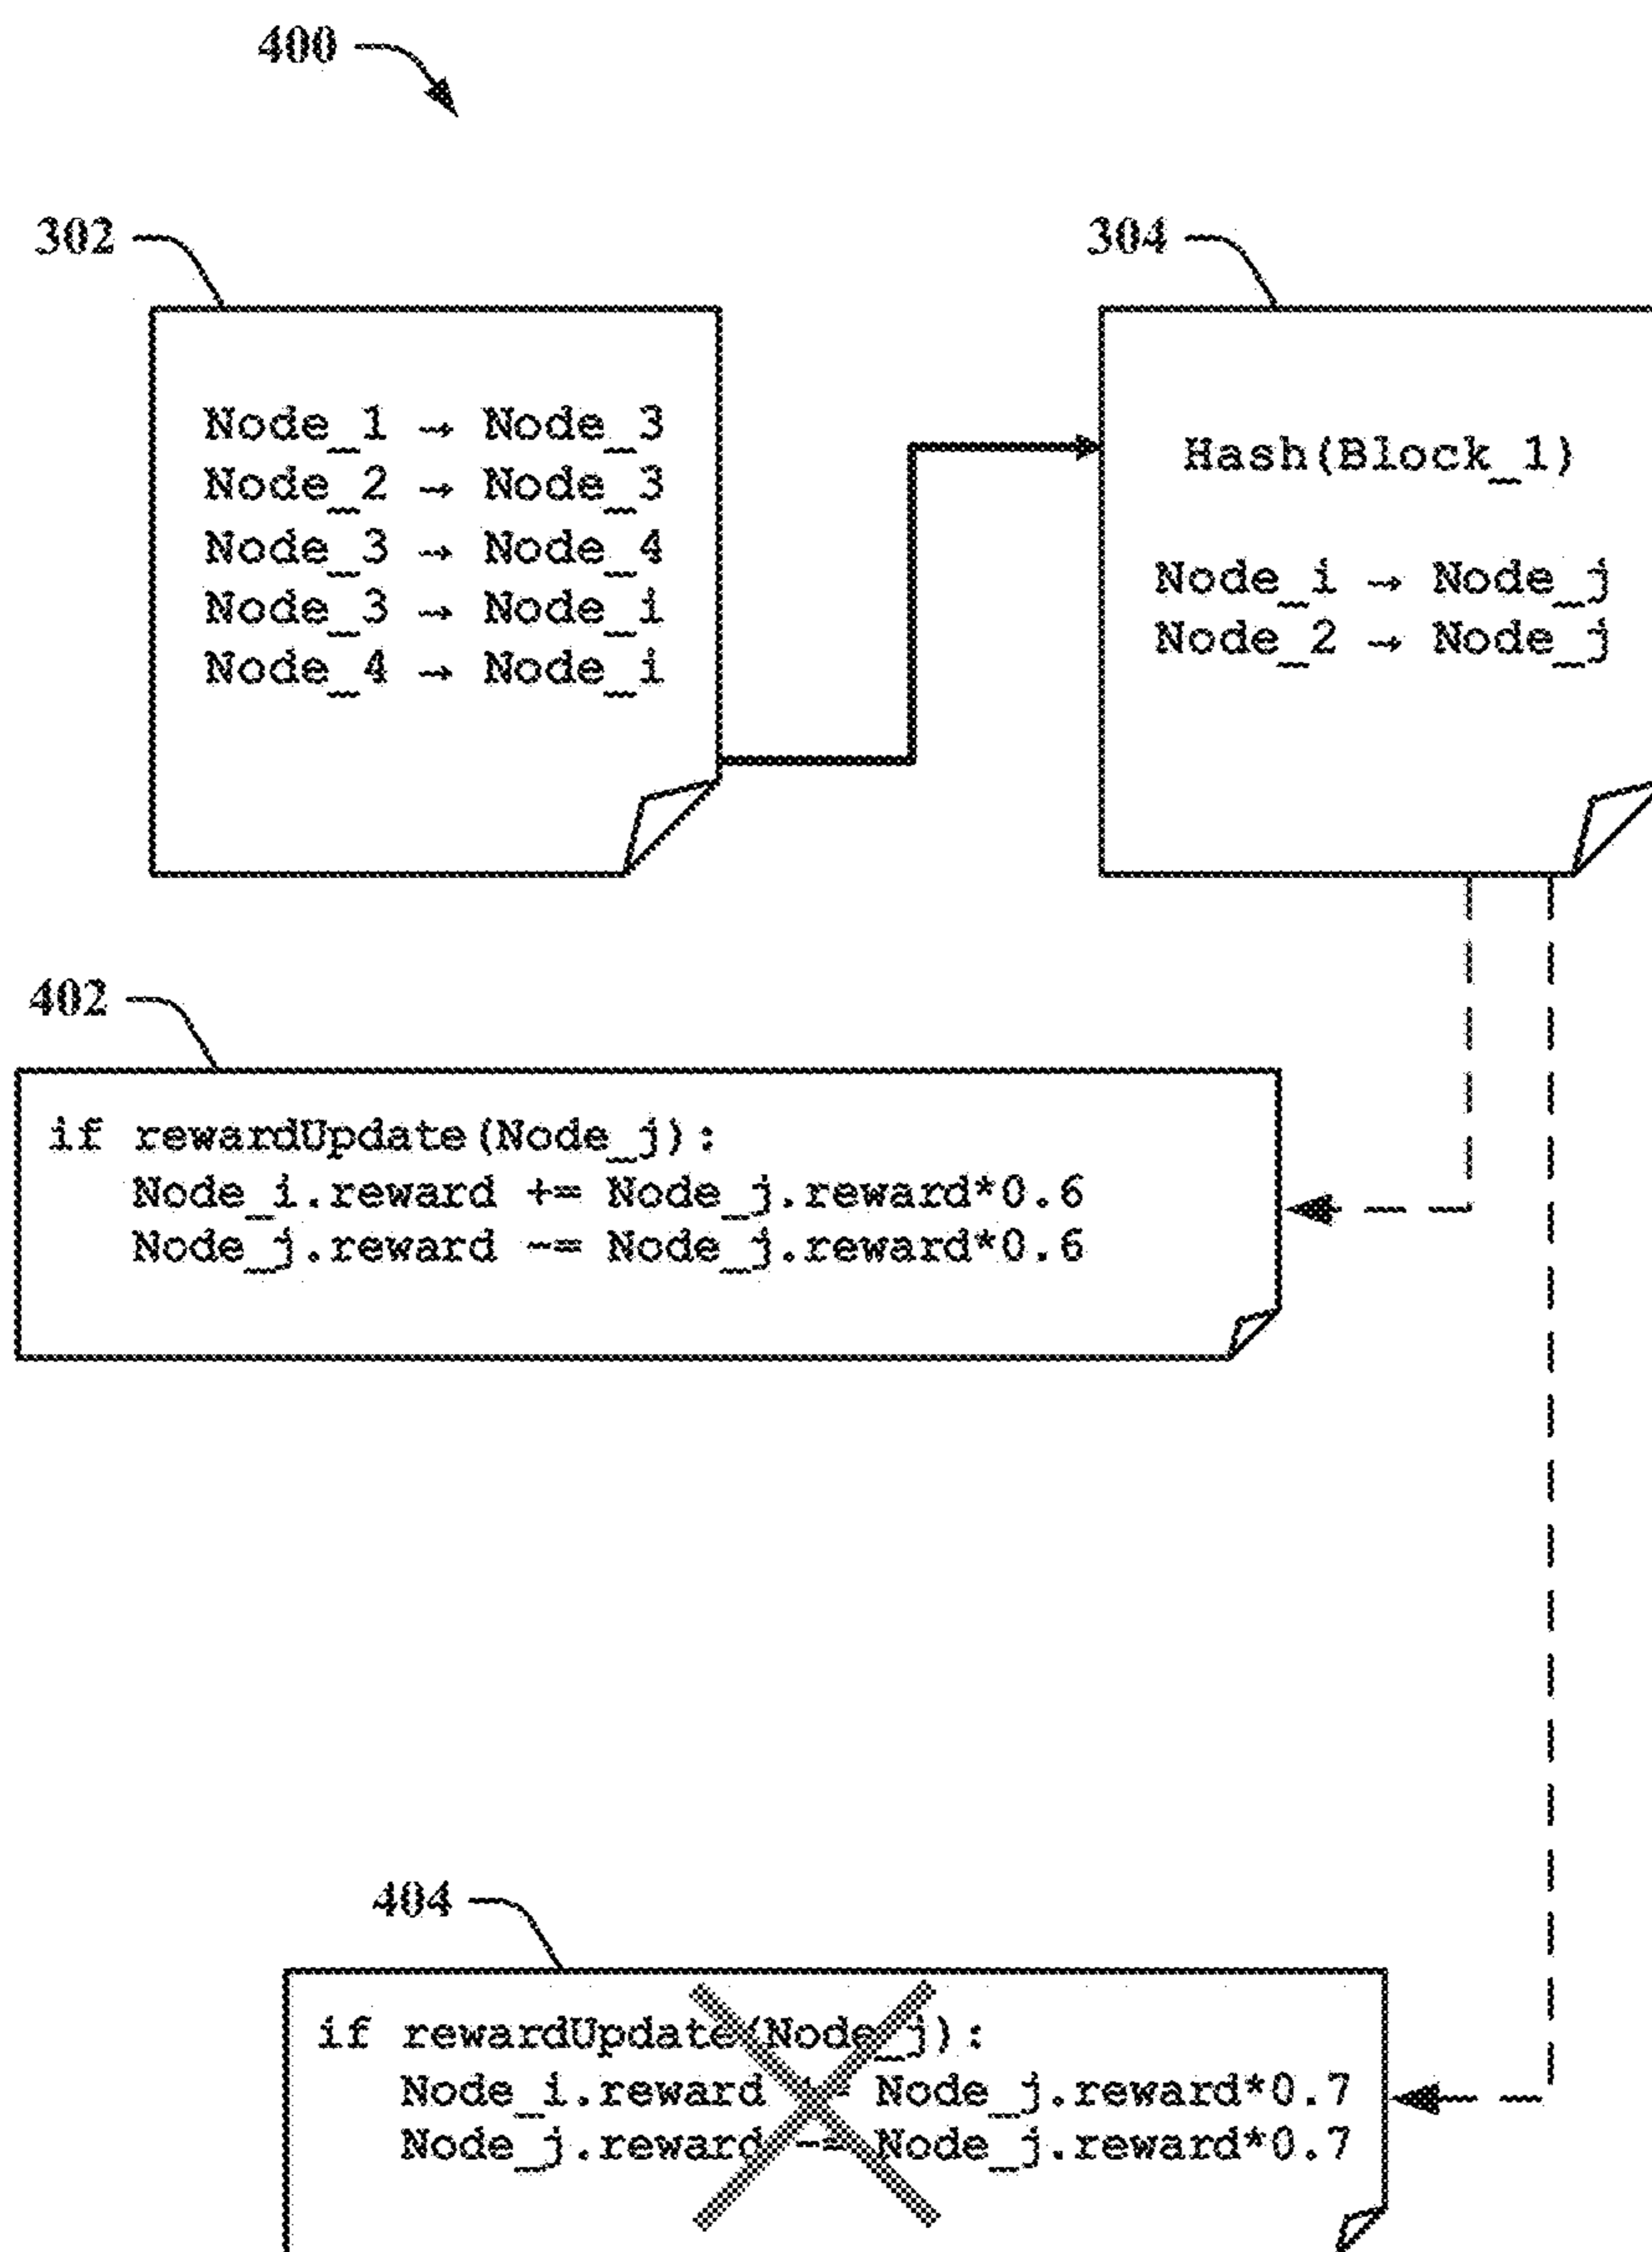 400
302
304
Node_1 → Node_3
Node_2 → Node_3
Node_3 → Node_4
Node_3 → Node_i
Node_4 → Node_i
Hash(Block_1)
Node_i → Node_j
Node_2 → Node_j
402
if rewardUpdate(Node_j):
Node_i.reward += Node_j.reward*0.6
Node_j.reward -= Node_j.reward*0.6
404
if rewardUpdate(Node_j):
Node_i.reward += Node_j.reward*0.7
Node_j.reward -= Node_j.reward*0.7